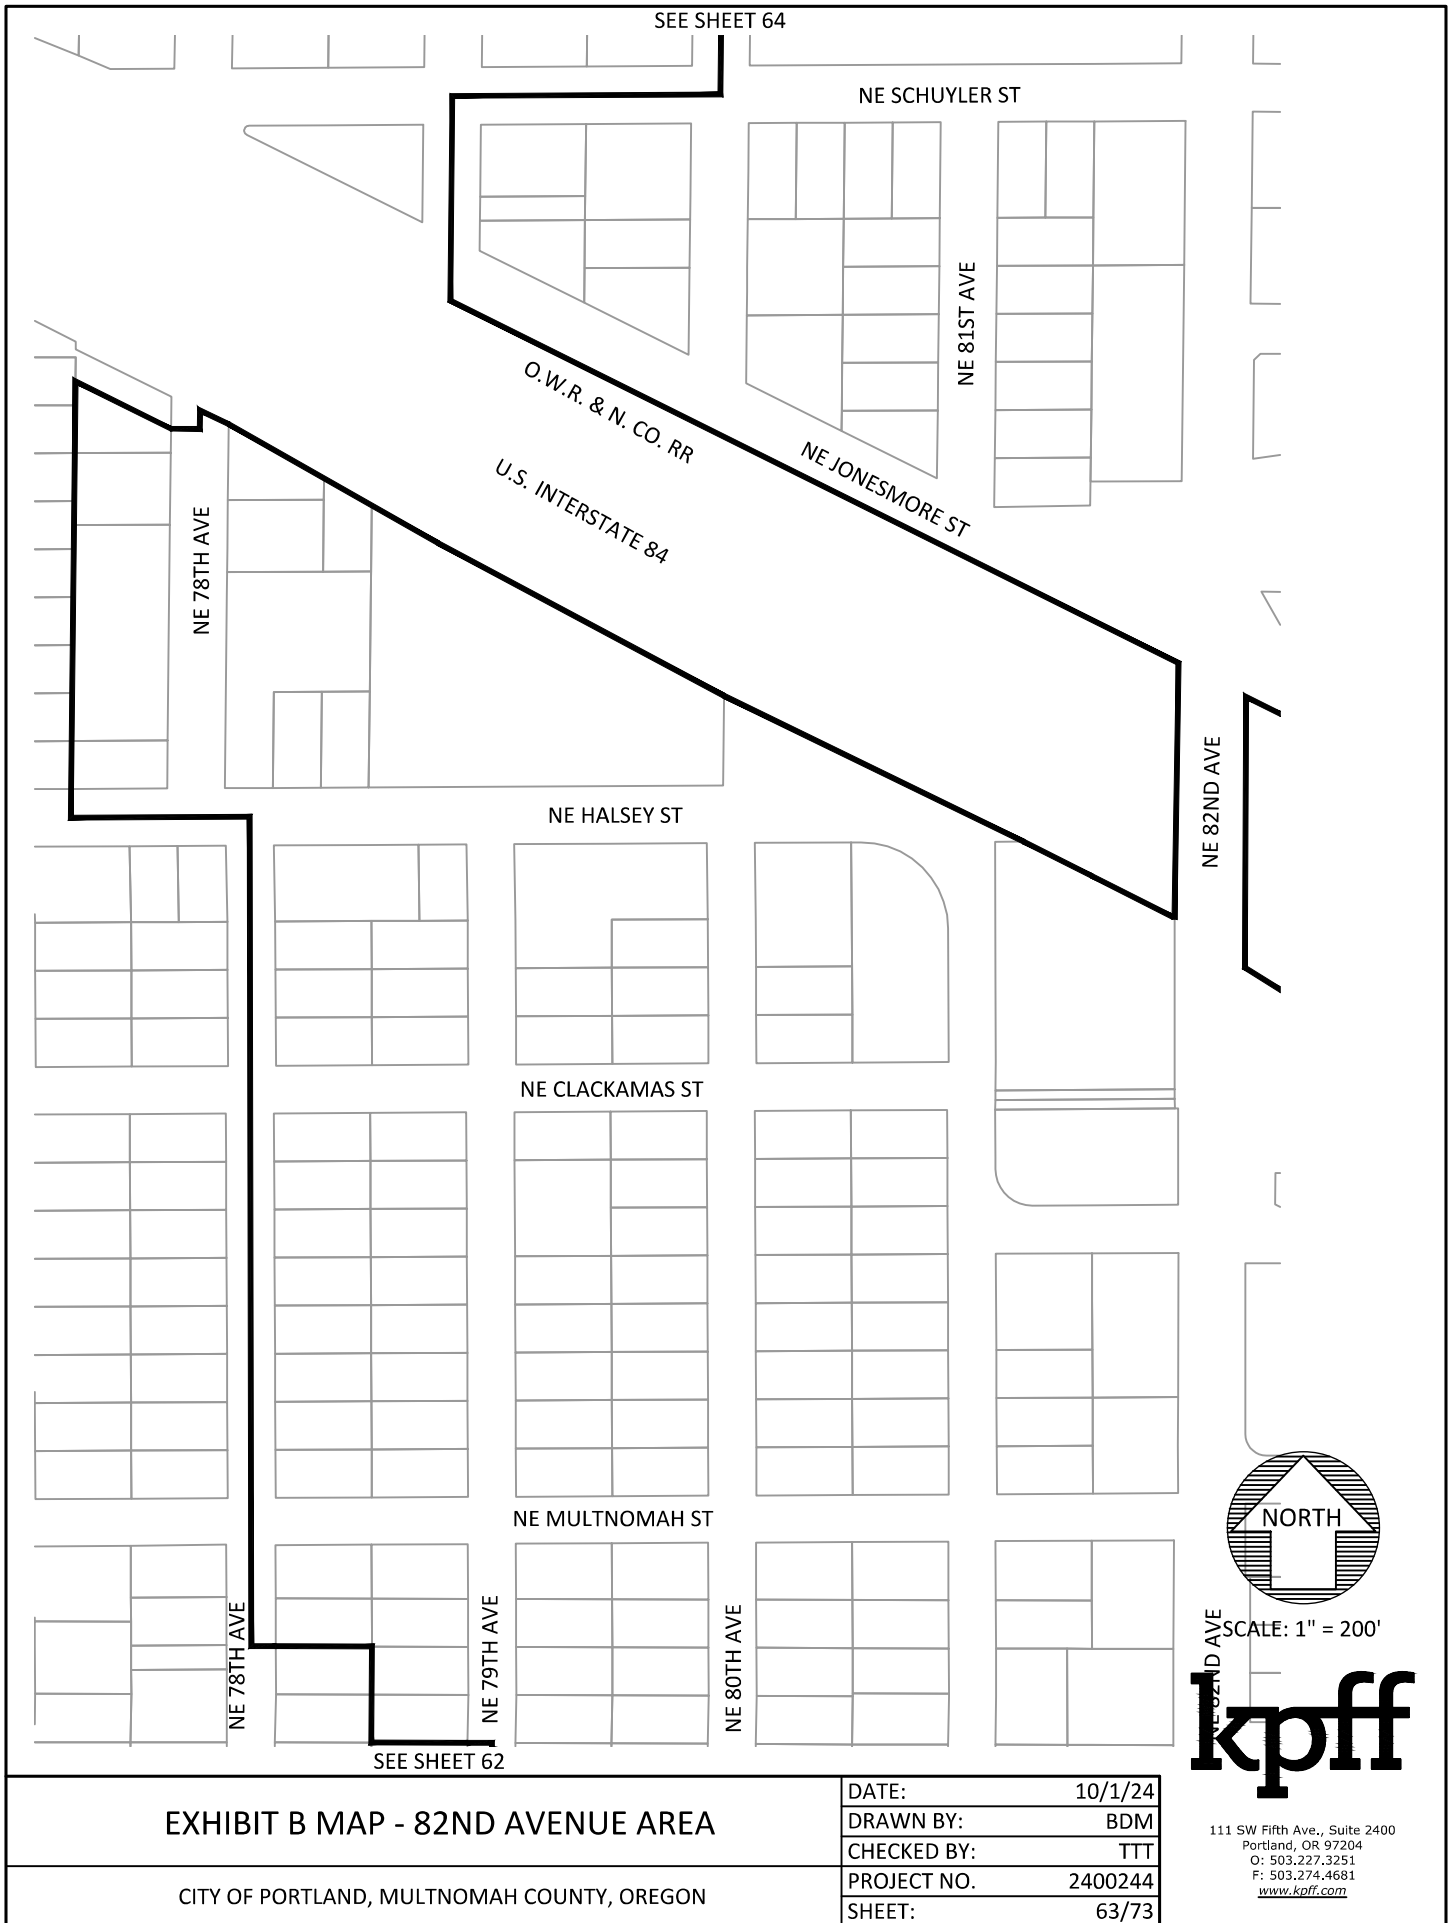 SEE SHEET 64
NE SCHUYLER ST
NE 81ST AVE
O.W.R. & N. CO. RR
NE JONESMORE ST
U.S. INTERSTATE 84
NE 78TH AVE
NE 82ND AVE
NE HALSEY ST
NE CLACKAMAS ST
NE MULTNOMAH ST
NORTH
SCALE: 1" = 200'
NE 78TH AVE
NE 79TH AVE
NE 80TH AVE
NE 82ND AVE
kpff
SEE SHEET 62
EXHIBIT B MAP - 82ND AVENUE AREA
CITY OF PORTLAND, MULTNOMAH COUNTY, OREGON
DATE: 10/1/24
DRAWN BY: BDM
CHECKED BY: TTT
PROJECT NO. 2400244
SHEET: 63/73
111 SW Fifth Ave., Suite 2400
Portland, OR 97204
O: 503.227.3251
F: 503.274.4681
www.kpff.com